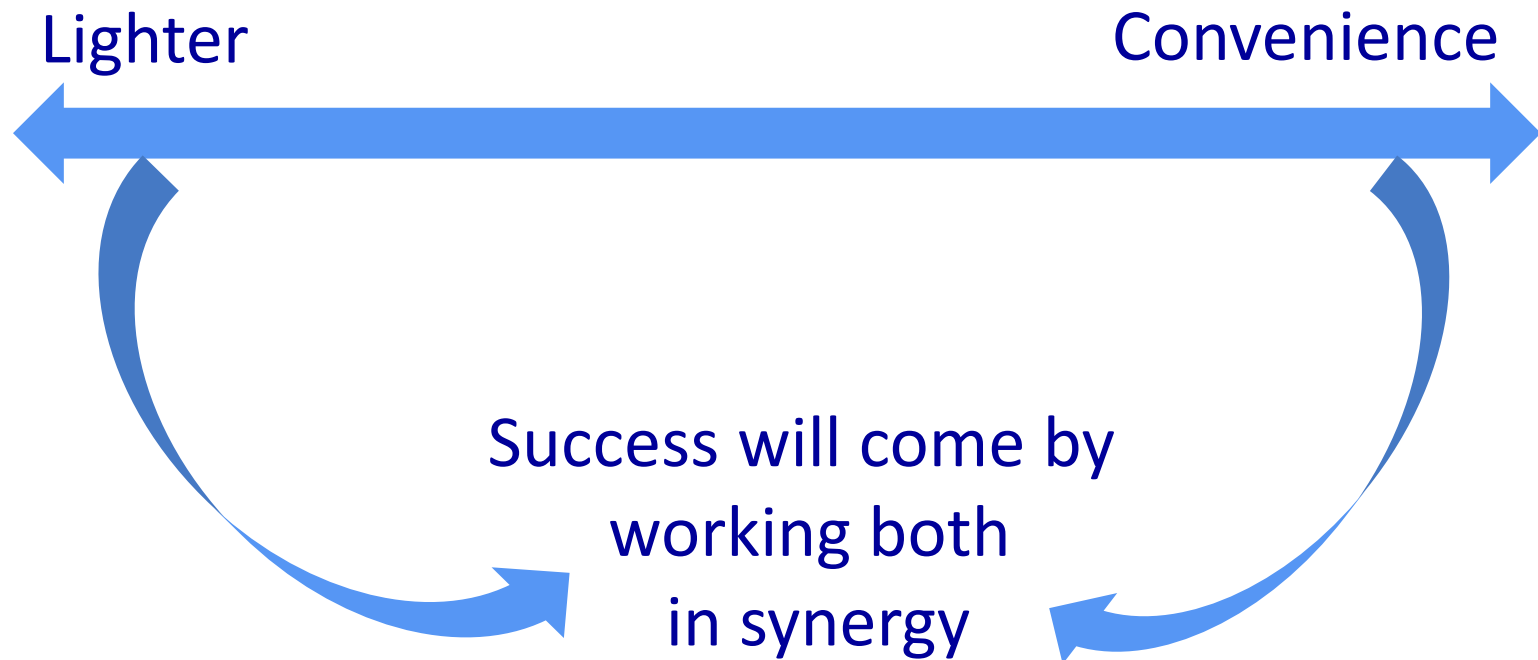 Lighter
Convenience
Success will come by
working both
in synergy